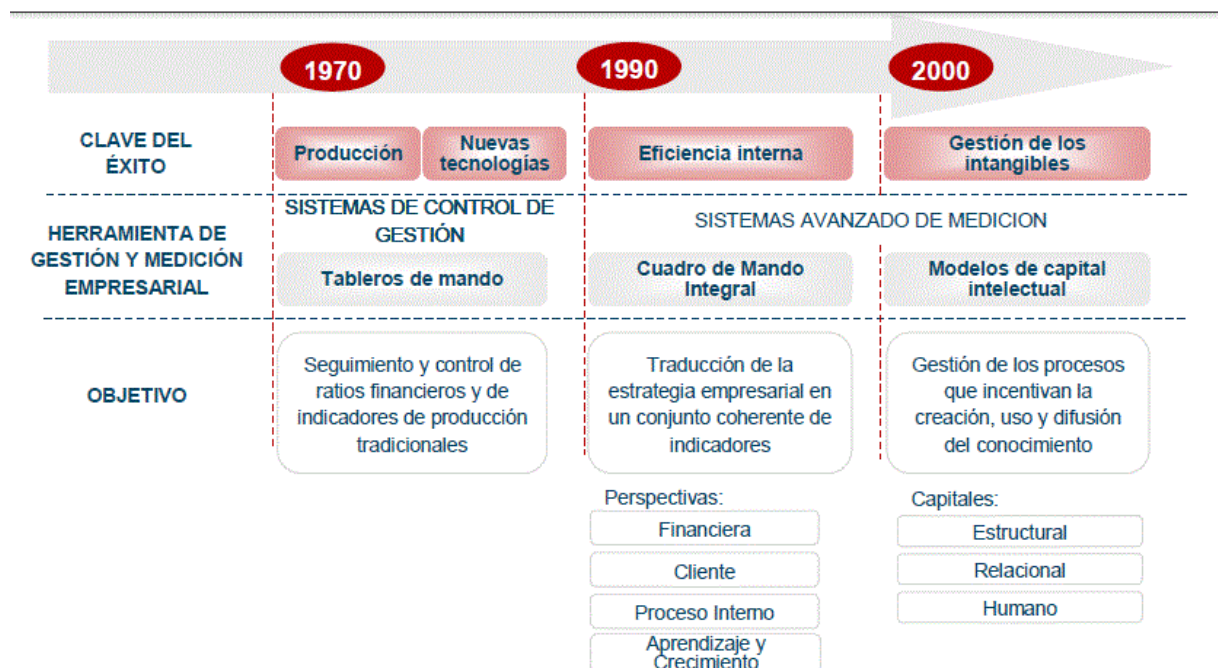 1970
1990
2000
CLAVE DEL
ÉXITO
Producción
Nuevas
tecnologías
Eficiencia interna
Gestión de los
intangibles
HERRAMIENTA DE
GESTIÓN Y MEDICIÓN
EMPRESARIAL
SISTEMAS DE CONTROL DE
GESTIÓN
SISTEMAS AVANZADO DE MEDICION
Tableros de mando
Cuadro de Mando
Integral
Modelos de capital
intelectual
OBJETIVO
Seguimiento y control de
ratios financieros y de
indicadores de producción
tradicionales
Traducción de la
estrategia empresarial en
un conjunto coherente de
indicadores
Gestión de los procesos
que incentivan la
creación, uso y difusión
del conocimiento
Perspectivas:
Financiera
Cliente
Proceso Interno
Aprendizaje y
Crecimiento
Capitales:
Estructural
Relacional
Humano